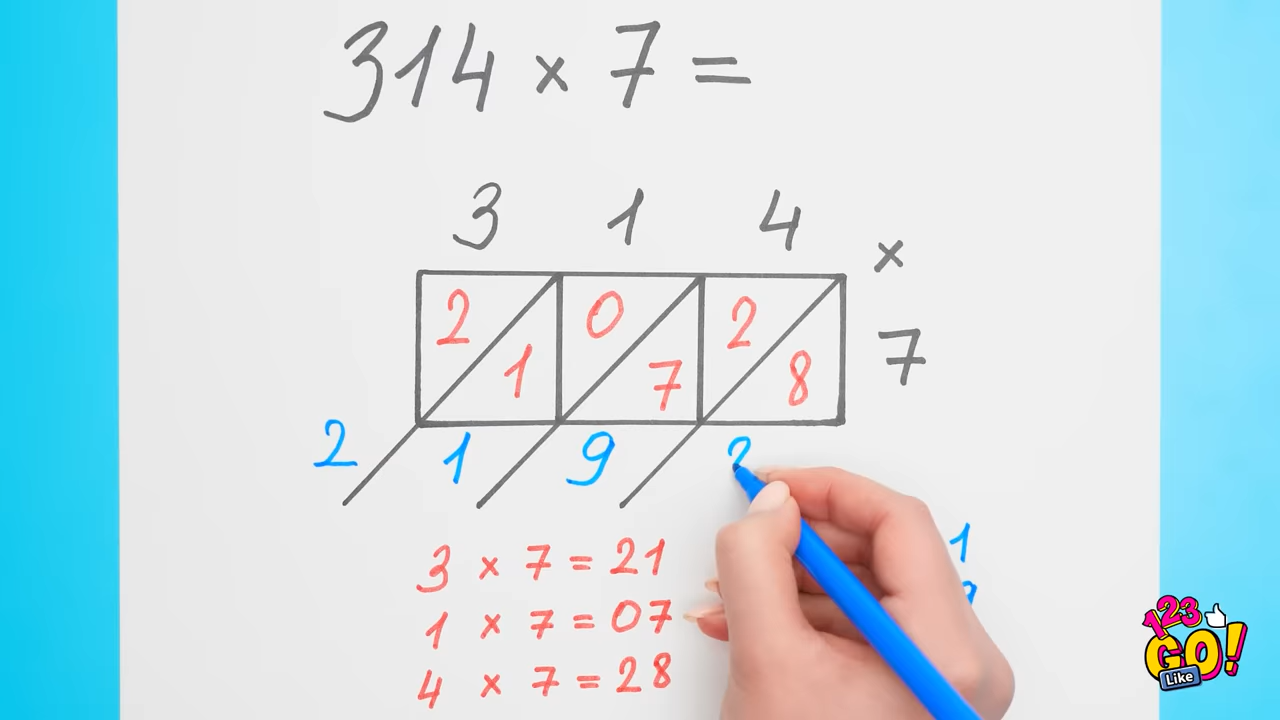 314 × 7 =
3 1 4 ×
2 0 2
1 7 8
7
2 1 9
3 × 7 = 21
1 × 7 = 07
4 × 7 = 28
1
123
GO!
Like